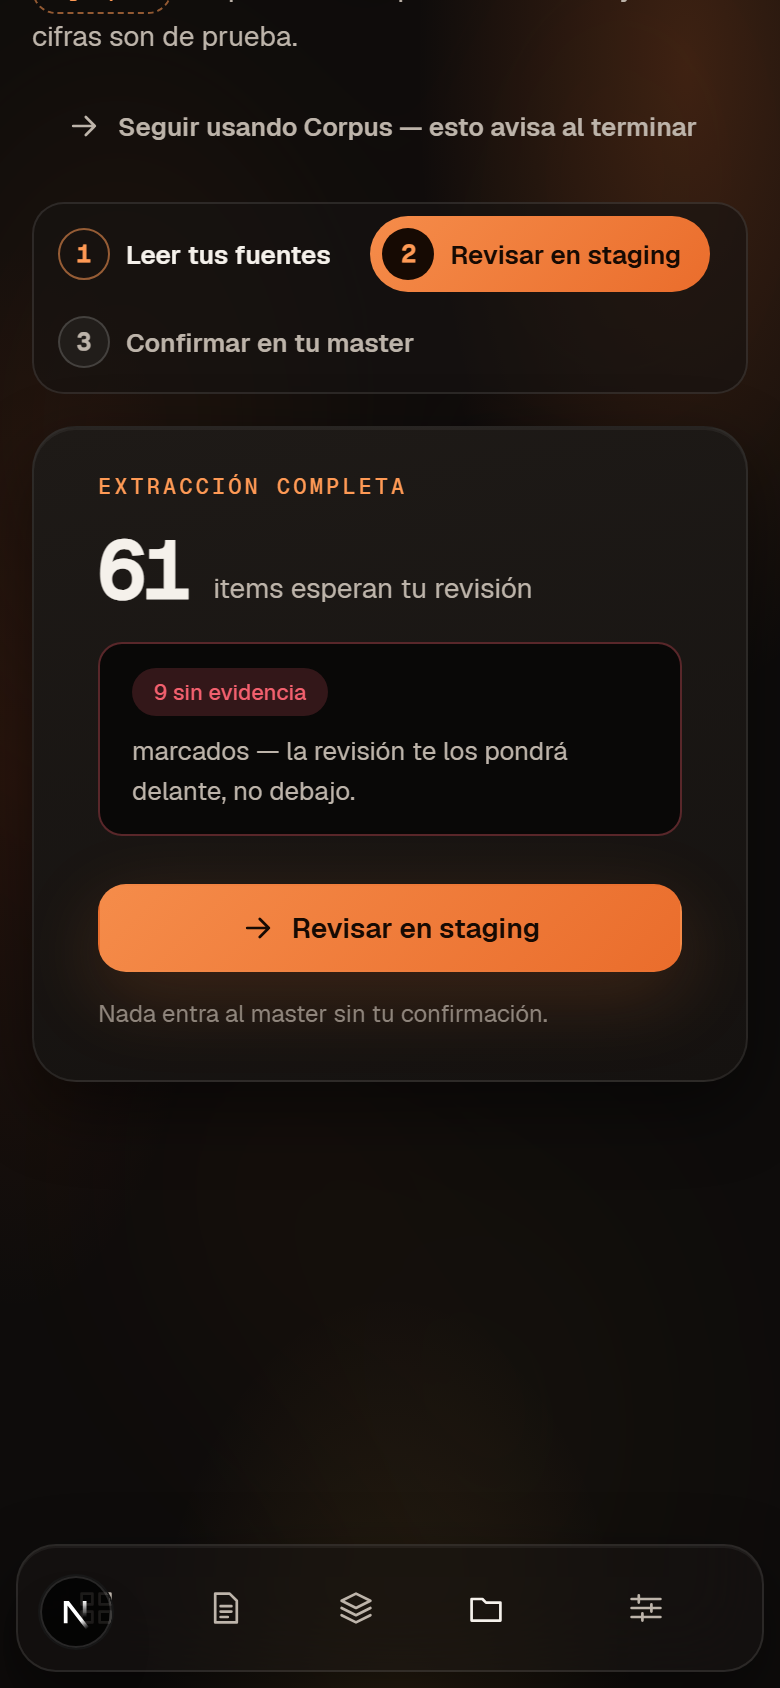 cifras son de prueba.
→ Seguir usando Corpus — esto avisa al terminar
1 Leer tus fuentes
2 Revisar en staging
3 Confirmar en tu master
EXTRACCIÓN COMPLETA
61 items esperan tu revisión
9 sin evidencia
marcados — la revisión te los pondrá
delante, no debajo.
→ Revisar en staging
Nada entra al master sin tu confirmación.
N